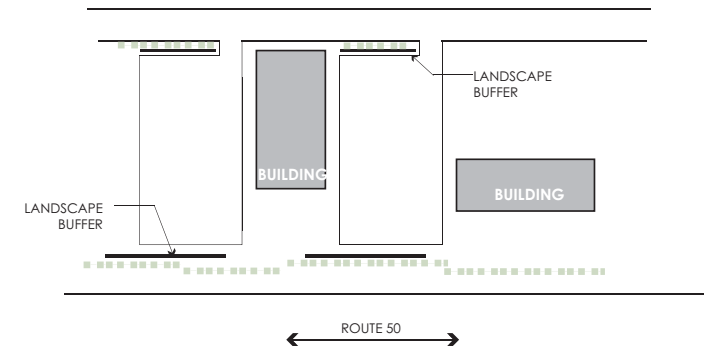 LANDSCAPE
BUFFER
BUILDING
BUILDING
LANDSCAPE
BUFFER
ROUTE 50